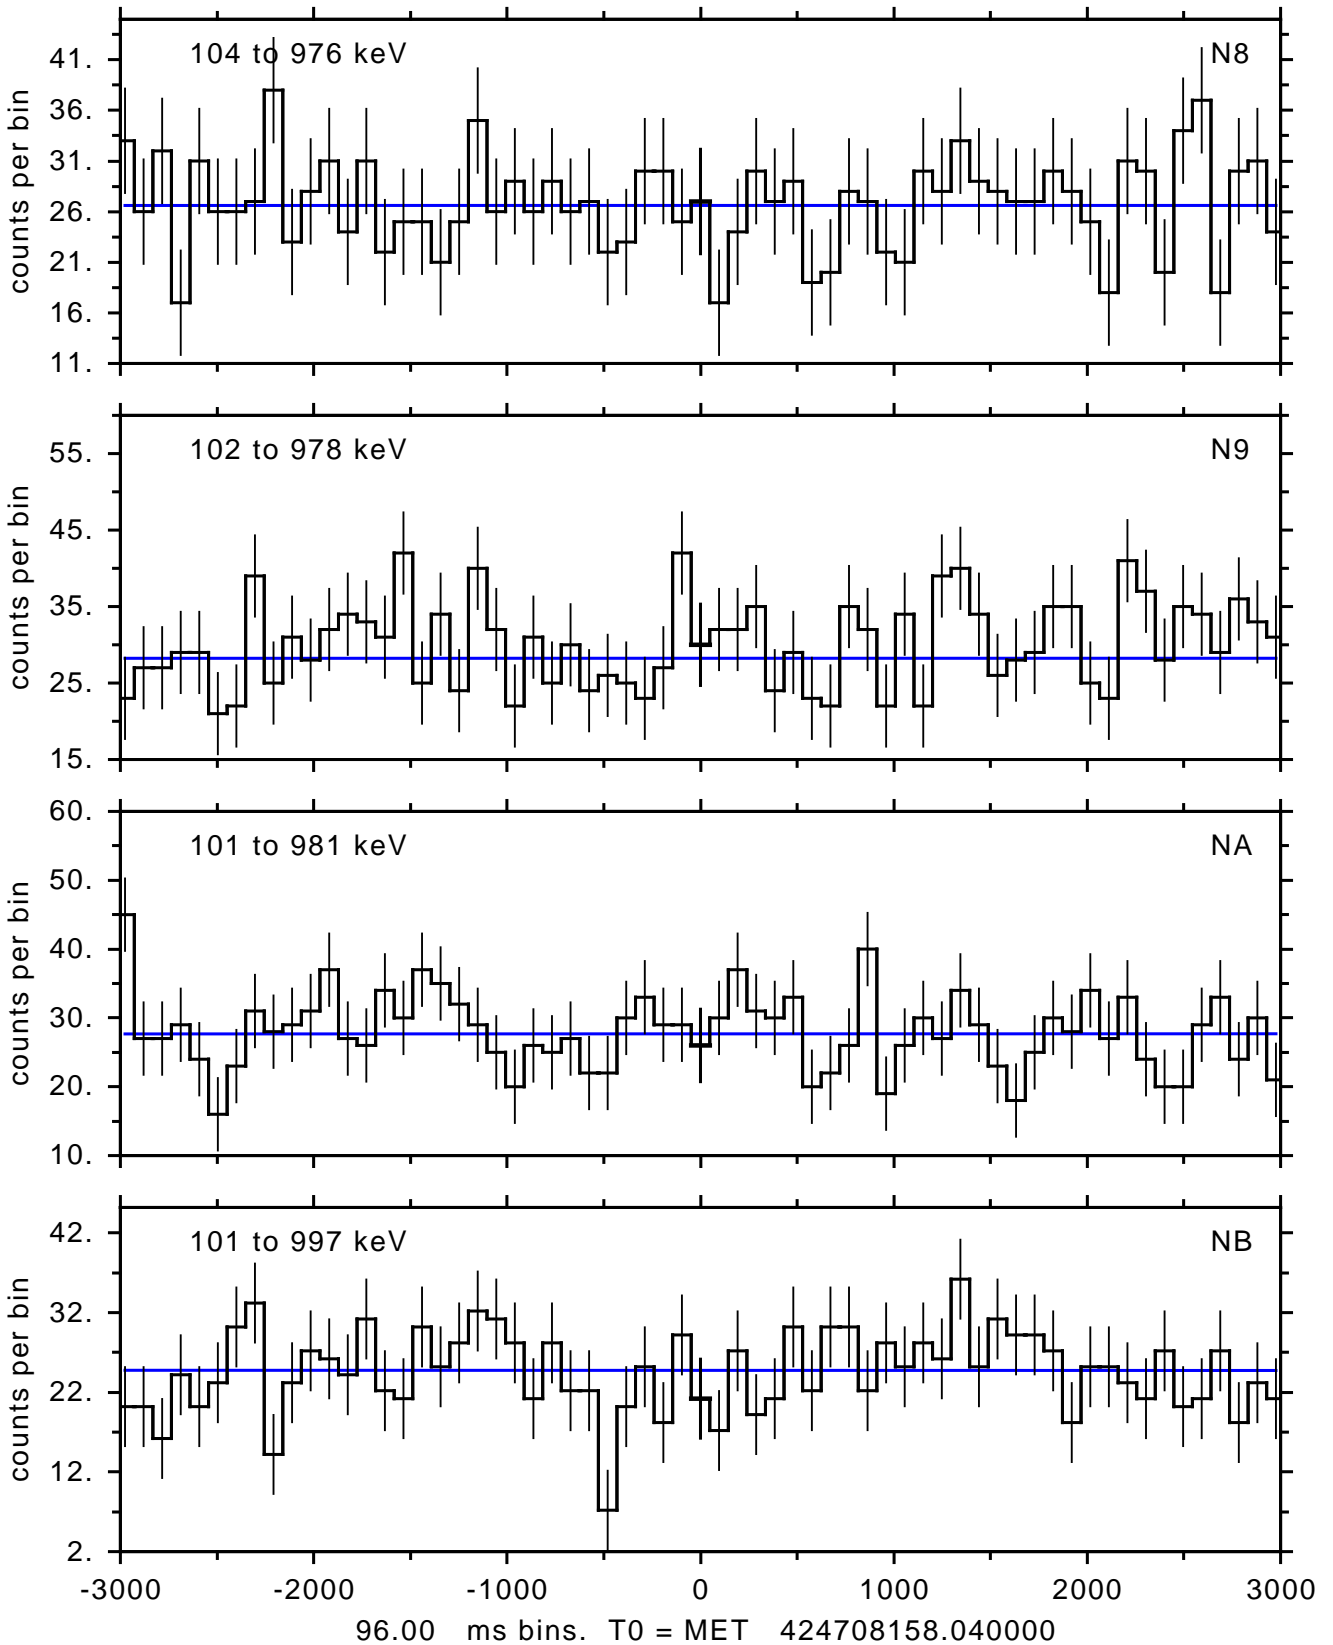 104 to 976 keV N8
counts per bin
41.
36.
31.
26.
21.
16.
11.
102 to 978 keV N9
counts per bin
55.
45.
35.
25.
15.
101 to 981 keV NA
counts per bin
60.
50.
40.
30.
20.
10.
101 to 997 keV NB
counts per bin
42.
32.
22.
12.
2.
-3000 -2000 -1000 0 1000 2000 3000
96.00 ms bins. T0 = MET 424708158.040000